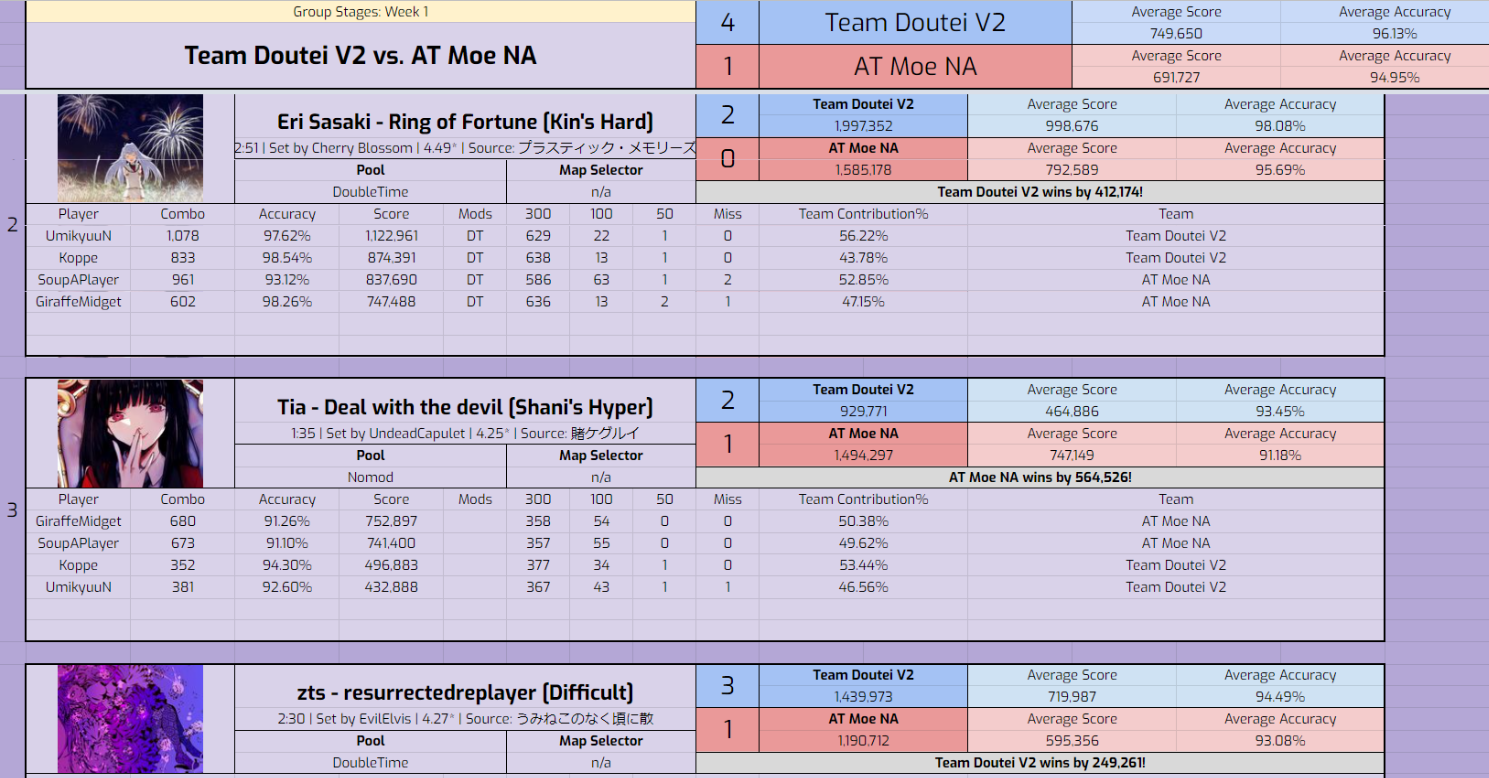 Group Stages: Week 1
Team Doutei V2 vs. AT Moe NA
4 Team Doutei V2 Average Score Average Accuracy
749,650 96.13%
1 AT Moe NA Average Score Average Accuracy
691,727 94.95%
2
Eri Sasaki - Ring of Fortune [Kin's Hard]
2:51 | Set by Cherry Blossom | 4.49* | Source: プラスティック・メモリーズ
Pool Map Selector
DoubleTime n/a
2 Team Doutei V2 Average Score Average Accuracy
1,997,352 998,676 98.08%
0 AT Moe NA Average Score Average Accuracy
1,585,178 792,589 95.69%
Team Doutei V2 wins by 412,174!
Player Combo Accuracy Score Mods 300 100 50 Miss Team Contribution% Team
UmikyuuN 1,078 97.62% 1,122,961 DT 629 22 1 0 56.22% Team Doutei V2
Koppe 833 98.54% 874,391 DT 638 13 1 0 43.78% Team Doutei V2
SoupAPlayer 961 93.12% 837,690 DT 586 63 1 2 52.85% AT Moe NA
GiraffeMidget 602 98.26% 747,488 DT 636 13 2 1 47.15% AT Moe NA
3
Tia - Deal with the devil [Shani's Hyper]
1:35 | Set by UndeadCapulet | 4.25* | Source: 賭ケグルイ
Pool Map Selector
Nomod n/a
2 Team Doutei V2 Average Score Average Accuracy
929,771 464,886 93.45%
1 AT Moe NA Average Score Average Accuracy
1,494,297 747,149 91.18%
AT Moe NA wins by 564,526!
Player Combo Accuracy Score Mods 300 100 50 Miss Team Contribution% Team
GiraffeMidget 680 91.26% 752,897 358 54 0 0 50.38% AT Moe NA
SoupAPlayer 673 91.10% 741,400 357 55 0 0 49.62% AT Moe NA
Koppe 352 94.30% 496,883 377 34 1 0 53.44% Team Doutei V2
UmikyuuN 381 92.60% 432,888 367 43 1 1 46.56% Team Doutei V2
zts - resurrectedreplayer [Difficult]
2:30 | Set by EvilElvis | 4.27* | Source: うみねこのなく頃に散
Pool Map Selector
DoubleTime n/a
3 Team Doutei V2 Average Score Average Accuracy
1,439,973 719,987 94.49%
1 AT Moe NA Average Score Average Accuracy
1,190,712 595,356 93.08%
Team Doutei V2 wins by 249,261!